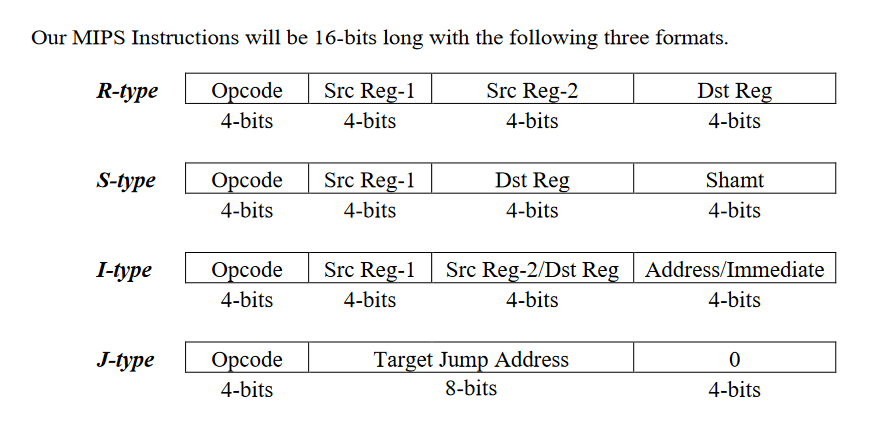 Our MIPS Instructions will be 16-bits long with the following three formats.
R-type Opcode Src Reg-1 Src Reg-2 Dst Reg
4-bits 4-bits 4-bits 4-bits
S-type Opcode Src Reg-1 Dst Reg Shamt
4-bits 4-bits 4-bits 4-bits
I-type Opcode Src Reg-1 Src Reg-2/Dst Reg Address/Immediate
4-bits 4-bits 4-bits 4-bits
J-type Opcode Target Jump Address 0
4-bits 8-bits 4-bits